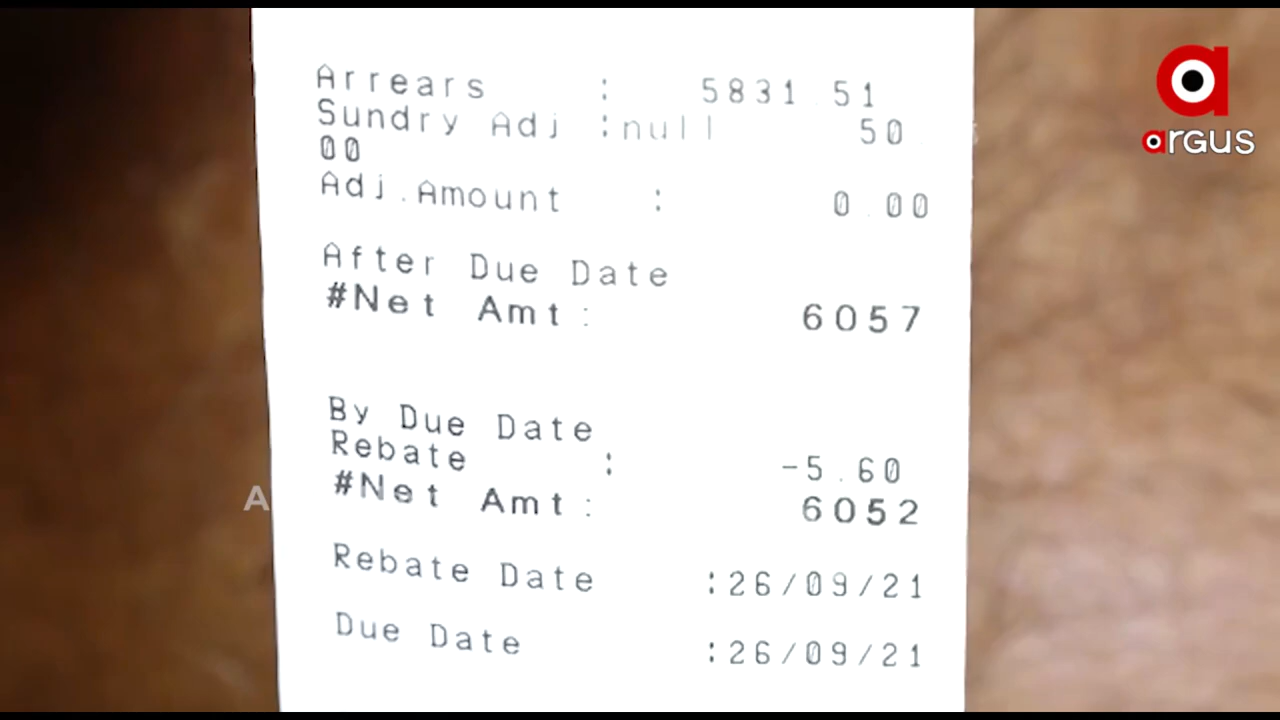 Arrears : 5831.51
Sundry Adj :null 50.
00
Adj.Amount : 0.00
After Due Date
#Net Amt: 6057
By Due Date
Rebate : -5.60
#Net Amt: 6052
Rebate Date :26/09/21
Due Date :26/09/21
a
argus
A